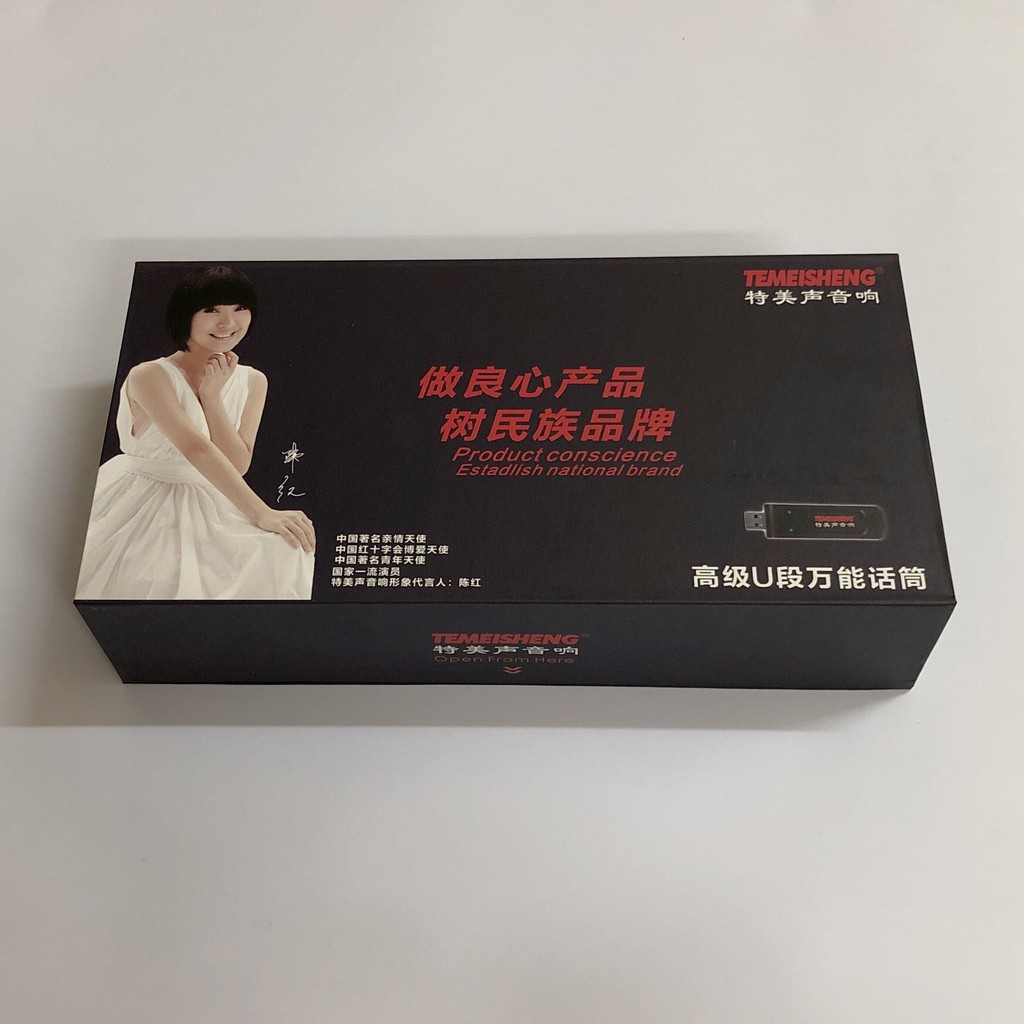 TEMEISHENG®
特美声音响
做良心产品
树民族品牌
Product conscience
Estadlish national brand
陈红
中国著名亲情天使
中国红十字会博爱天使
中国著名青年天使
国家一流演员
特美声音响形象代言人：陈红
TEMEISHENG
特美声音响
高级U段万能话筒
TEMEISHENG®
特美声音响
Open From Here